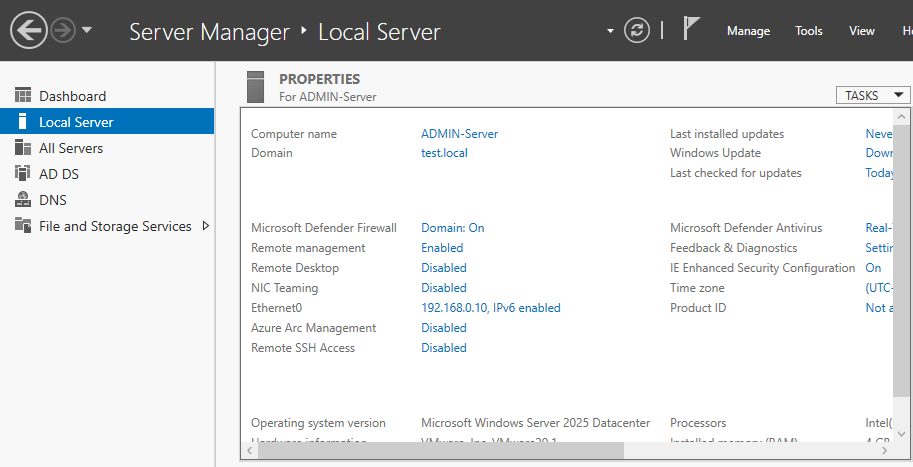 Server Manager ‣ Local Server
Manage Tools View
Dashboard
Local Server
All Servers
AD DS
DNS
File and Storage Services
PROPERTIES
For ADMIN-Server
TASKS
Computer name ADMIN-Server Last installed updates Neve
Domain test.local Windows Update Down
Last checked for updates Today
Microsoft Defender Firewall Domain: On Microsoft Defender Antivirus Real-
Remote management Enabled Feedback & Diagnostics Settin
Remote Desktop Disabled IE Enhanced Security Configuration On
NIC Teaming Disabled Time zone (UTC-
Ethernet0 192.168.0.10, IPv6 enabled Product ID Not a
Azure Arc Management Disabled
Remote SSH Access Disabled
Operating system version Microsoft Windows Server 2025 Datacenter Processors Intel(
Hardware information VMware, Inc. VMware20,1 Installed memory (RAM) 4 GB